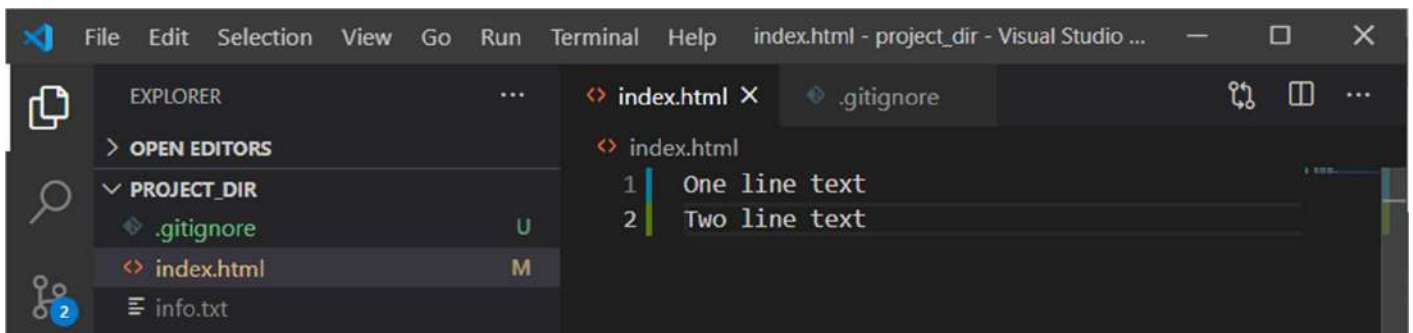 File Edit Selection View Go Run Terminal Help index.html - project_dir - Visual Studio ...
EXPLORER ...
index.html .gitignore ...
> OPEN EDITORS
index.html
PROJECT_DIR
1 One line text
.gitignore U
2 Two line text
index.html M
info.txt
2